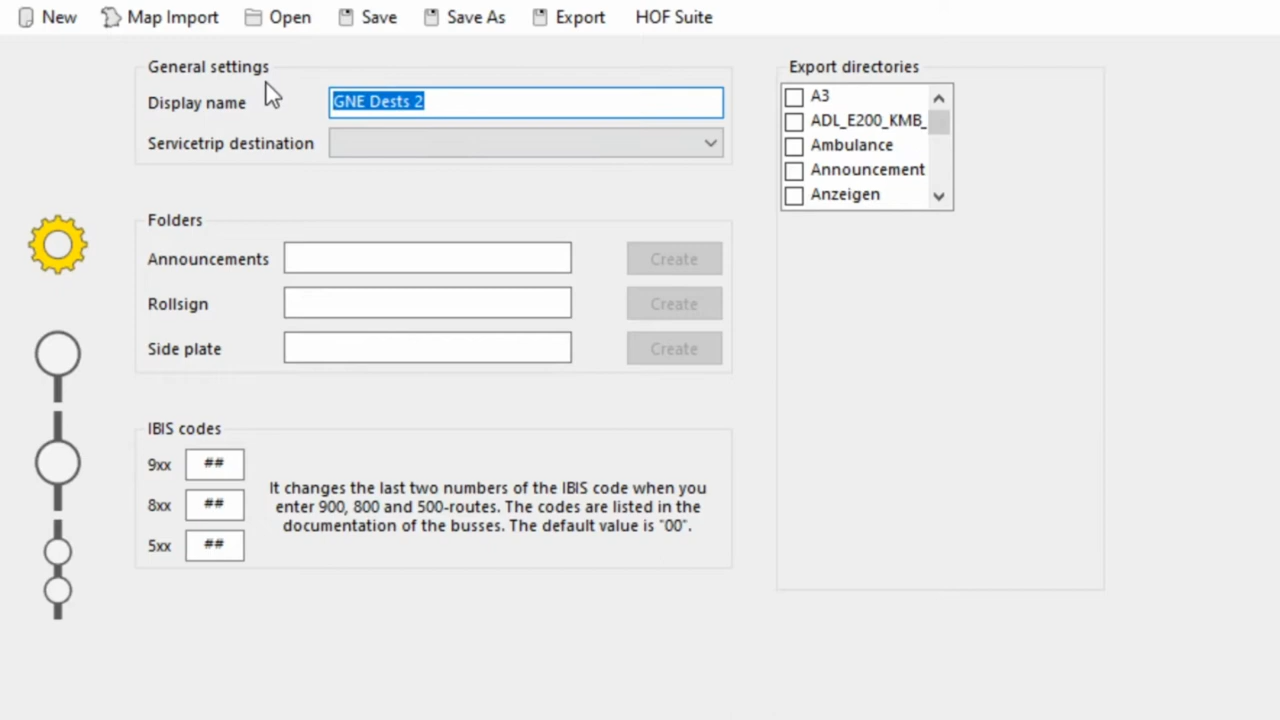 New Map Import Open Save Save As Export HOF Suite
General settings
Display name GNE Dests 2
Servicetrip destination
Folders
Announcements Create
Rollsign Create
Side plate Create
IBIS codes
9xx ##
8xx ##
5xx ##
It changes the last two numbers of the IBIS code when you
enter 900, 800 and 500-routes. The codes are listed in the
documentation of the busses. The default value is "00".
Export directories
A3
ADL_E200_KMB_
Ambulance
Announcement
Anzeigen